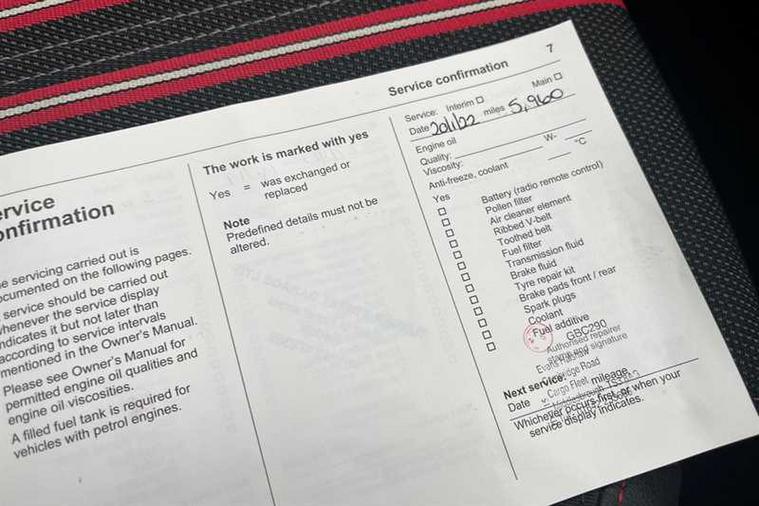 7
Service confirmation
ervice
onfirmation
e servicing carried out is
ocumented on the following pages.
service should be carried out
whenever the service display
indicates it but not later than
according to service intervals
mentioned in the Owner's Manual.
Please see Owner's Manual for
permitted engine oil qualities and
engine oil viscosities.
A filled fuel tank is required for
vehicles with petrol engines.
The work is marked with yes
Yes = was exchanged or
replaced
Note
Predefined details must not be
altered.
Service: Interim Main
Date 20/1/22 miles 5,960
Engine oil
Quality:
Viscosity: W-
Anti-freeze, coolant °C
Yes
Battery (radio remote control)
Pollen filter
Air cleaner element
Ribbed V-belt
Toothed belt
Fuel filter
Transmission fluid
Brake fluid
Tyre repair kit
Brake pads front / rear
Spark plugs
Coolant
Fuel additive
GBC290
Authorised repairer
stamp and signature
Road
Next service:
Date Cargo Fleet mileage
Middlesbrough
Whichever occurs first, or when your
service display indicates.